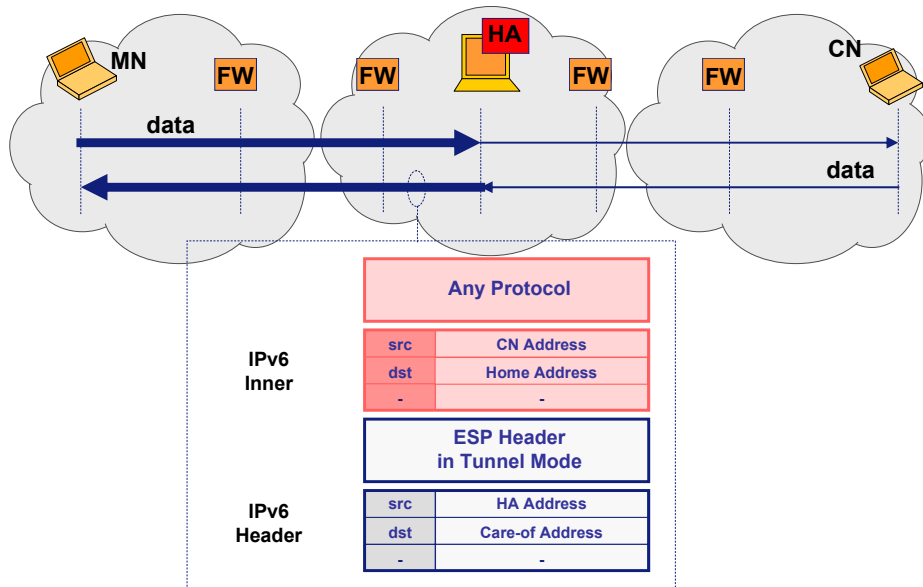 MN
HA
CN
FW
FW
FW
FW
data
data
Any Protocol
IPv6
Inner
src
CN Address
dst
Home Address
-
-
ESP Header
in Tunnel Mode
IPv6
Header
src
HA Address
dst
Care-of Address
-
-